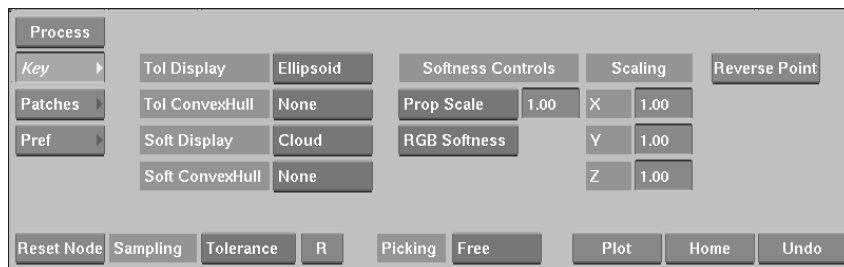 Process
Key Tol Display Ellipsoid Softness Controls Scaling Reverse Point
Patches Tol ConvexHull None Prop Scale 1.00 X 1.00
Pref Soft Display Cloud RGB Softness Y 1.00
Soft ConvexHull None Z 1.00
Reset Node Sampling Tolerance R Picking Free Plot Home Undo